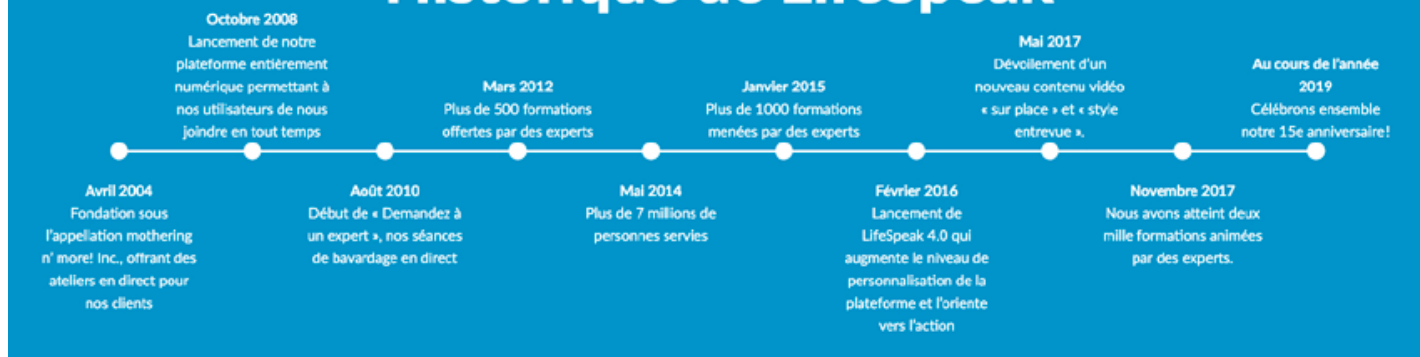 Historique de LifeSpeak
Octobre 2008
Lancement de notre
plateforme entièrement
numérique permettant à
nos utilisateurs de nous
joindre en tout temps
Mars 2012
Plus de 500 formations
offertes par des experts
Janvier 2015
Plus de 1000 formations
menées par des experts
Mai 2017
Dévoilement d'un
nouveau contenu vidéo
« sur place » et « style
entrevue ».
Au cours de l'année
2019
Célébrons ensemble
notre 15e anniversaire!
Avril 2004
Fondation sous
l'appellation mothering
n' more! Inc., offrant des
ateliers en direct pour
nos clients
Août 2010
Début de « Demandez à
un expert », nos séances
de bavardage en direct
Mai 2014
Plus de 7 millions de
personnes servies
Février 2016
Lancement de
LifeSpeak 4.0 qui
augmente le niveau de
personnalisation de la
plateforme et l'oriente
vers l'action
Novembre 2017
Nous avons atteint deux
mille formations animées
par des experts.